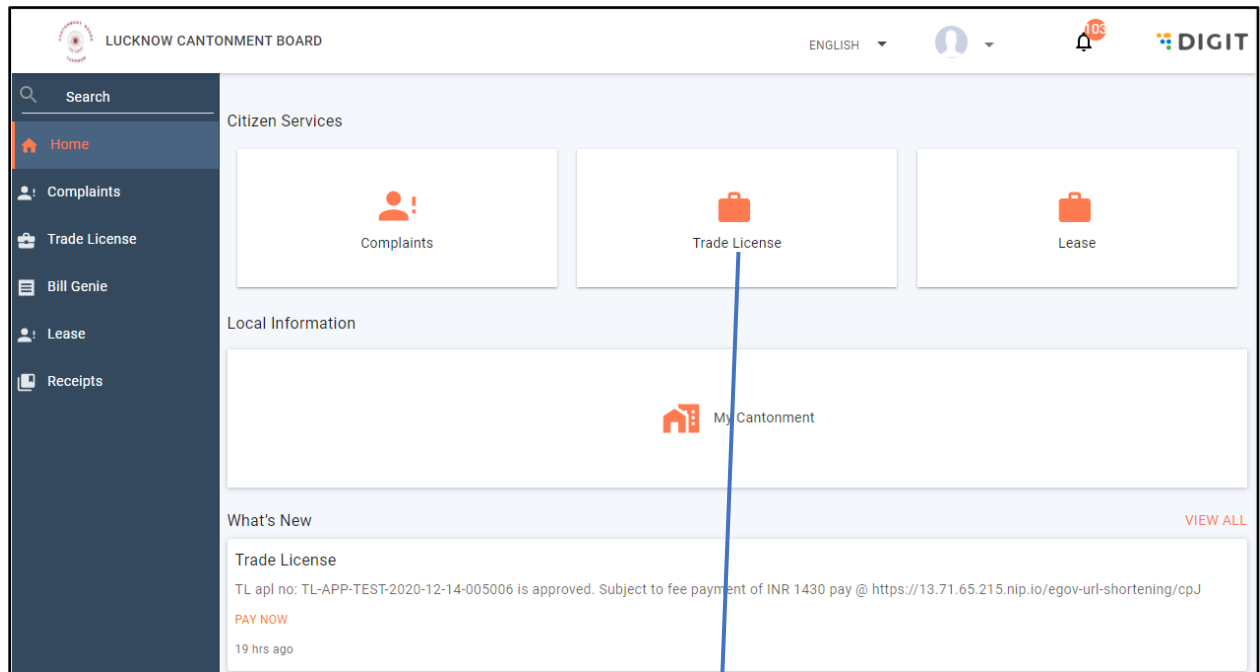 LUCKNOW CANTONMENT BOARD
ENGLISH
103
DIGIT
Search
Home
Complaints
Trade License
Bill Genie
Lease
Receipts
Citizen Services
Complaints
Trade License
Lease
Local Information
My Cantonment
What's New
VIEW ALL
Trade License
TL apl no: TL-APP-TEST-2020-12-14-005006 is approved. Subject to fee payment of INR 1430 pay @ https://13.71.65.215.nip.io/egov-url-shortening/cpJ
PAY NOW
19 hrs ago